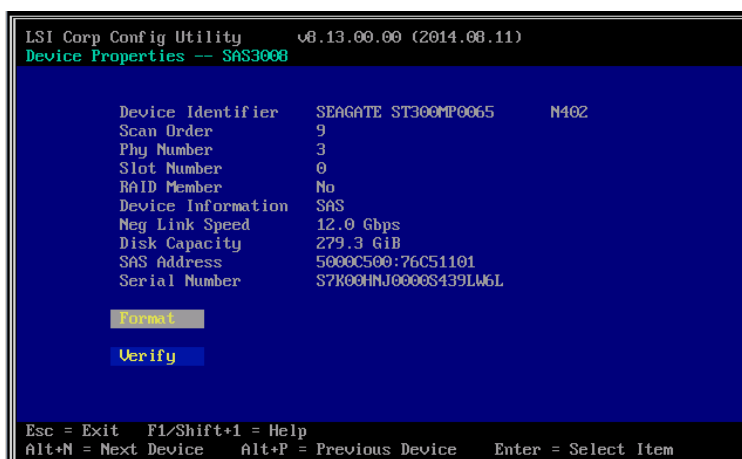 LSI Corp Config Utility v8.13.00.00 (2014.08.11)
Device Properties -- SAS3008
Device Identifier SEAGATE ST300MP0065 N402
Scan Order 9
Phy Number 3
Slot Number 0
RAID Member No
Device Information SAS
Neg Link Speed 12.0 Gbps
Disk Capacity 279.3 GiB
SAS Address 5000C500:76C51101
Serial Number S7K00HNJ0000S439LW6L
Format
Verify
Esc = Exit F1/Shift+1 = Help
Alt+N = Next Device Alt+P = Previous Device Enter = Select Item